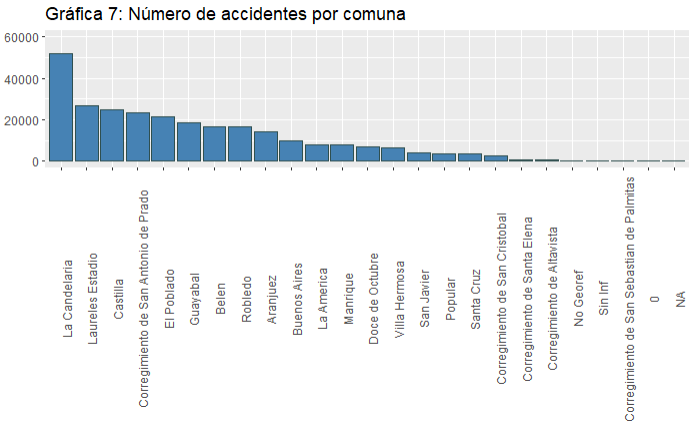 Gráfica 7: Número de accidentes por comuna
60000
40000
20000
0
La Candelaria
Laureles Estadio
Castilla
Corregimiento de San Antonio de Prado
El Poblado
Guayabal
Belen
Robledo
Aranjuez
Buenos Aires
La America
Manrique
Doce de Octubre
Villa Hermosa
San Javier
Popular
Santa Cruz
Corregimiento de San Cristobal
Corregimiento de Santa Elena
Corregimiento de Altavista
No Georef
Sin Inf
Corregimiento de San Sebastian de Palmitas
0
NA